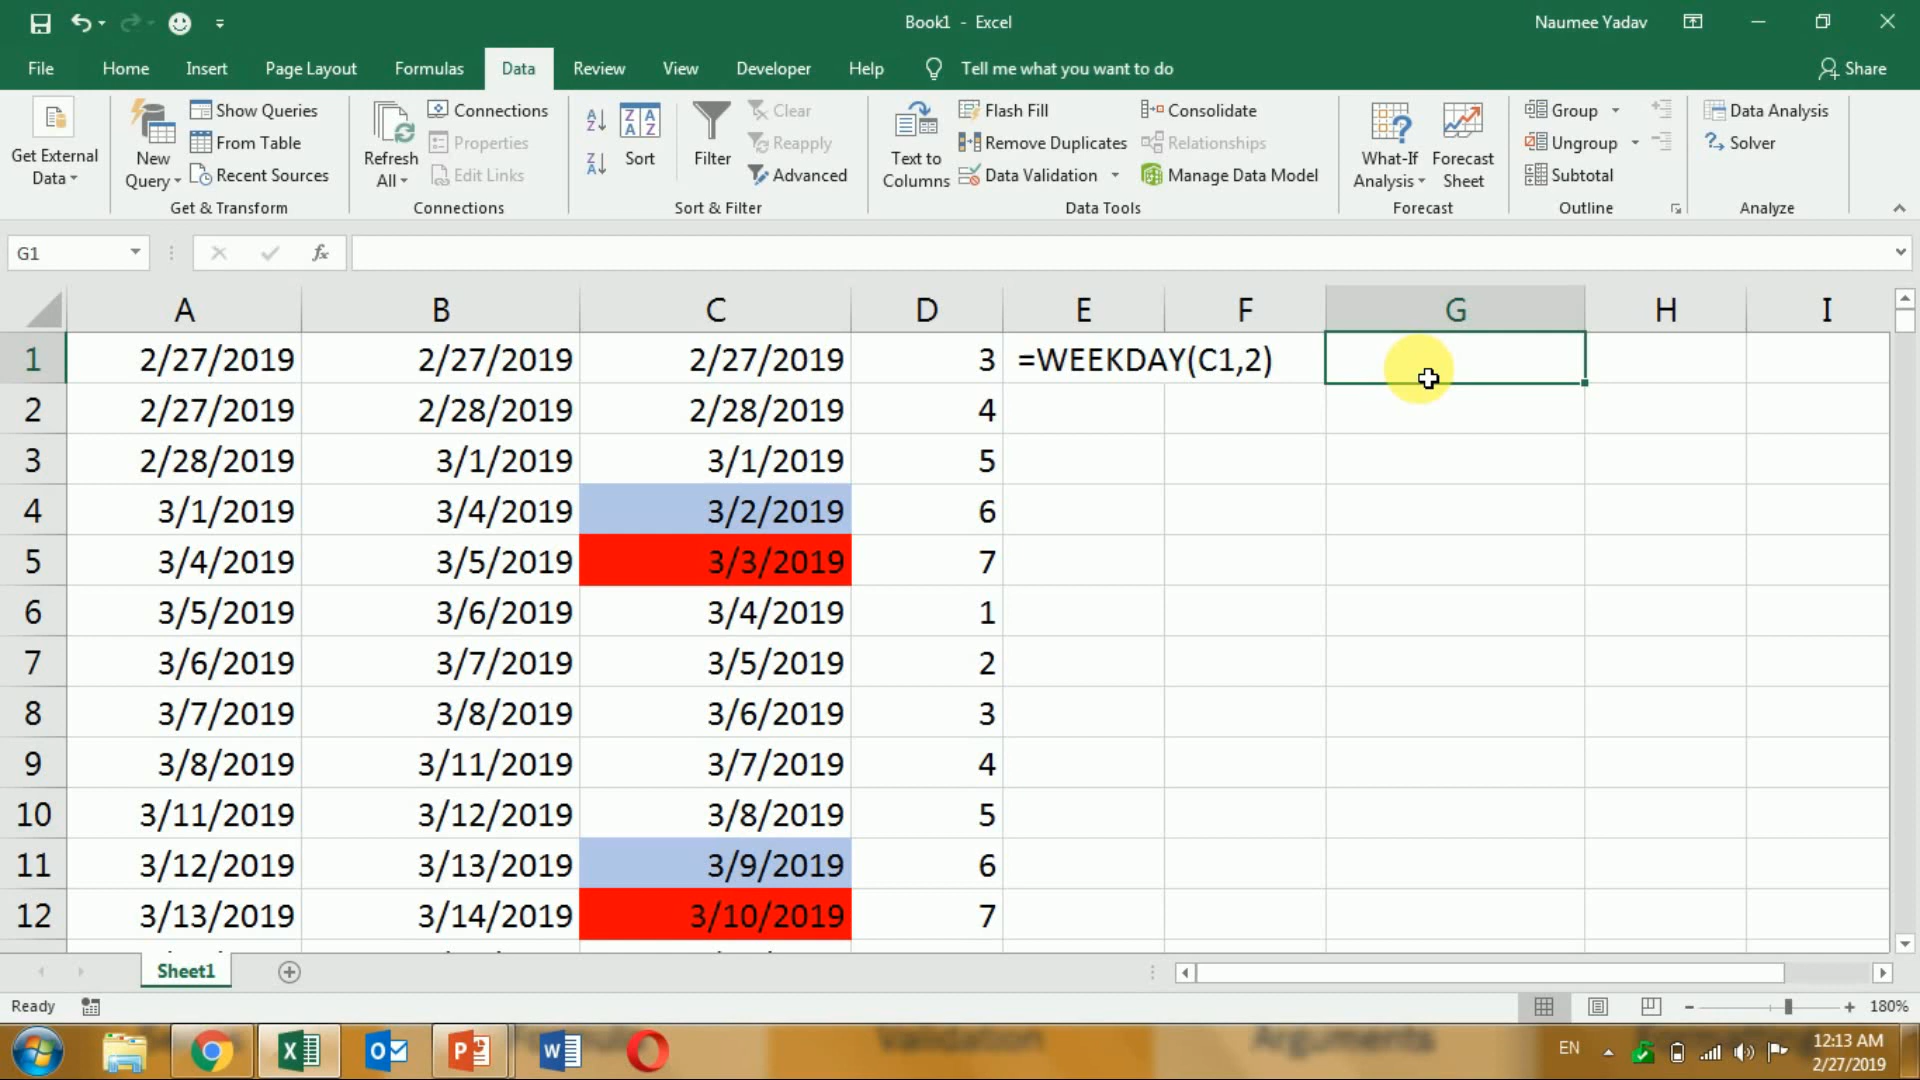 Book1 - Excel
Naumee Yadav
File Home Insert Page Layout Formulas Data Review View Developer Help Tell me what you want to do Share
Get External Data
New Query
Show Queries
From Table
Recent Sources
Get & Transform
Refresh All
Connections
Properties
Edit Links
Connections
Sort
Filter
Clear
Reapply
Advanced
Sort & Filter
Text to Columns
Flash Fill
Remove Duplicates
Data Validation
Consolidate
Relationships
Manage Data Model
Data Tools
What-If Analysis
Forecast Sheet
Forecast
Group
Ungroup
Subtotal
Outline
Data Analysis
Solver
Analyze
G1 fx
A B C D E F G H I
1 2/27/2019 2/27/2019 2/27/2019 3 =WEEKDAY(C1,2)
2 2/27/2019 2/28/2019 2/28/2019 4
3 2/28/2019 3/1/2019 3/1/2019 5
4 3/1/2019 3/4/2019 3/2/2019 6
5 3/4/2019 3/5/2019 3/3/2019 7
6 3/5/2019 3/6/2019 3/4/2019 1
7 3/6/2019 3/7/2019 3/5/2019 2
8 3/7/2019 3/8/2019 3/6/2019 3
9 3/8/2019 3/11/2019 3/7/2019 4
10 3/11/2019 3/12/2019 3/8/2019 5
11 3/12/2019 3/13/2019 3/9/2019 6
12 3/13/2019 3/14/2019 3/10/2019 7
Sheet1
Ready
180%
Validation
Arguments
EN
12:13 AM
2/27/2019